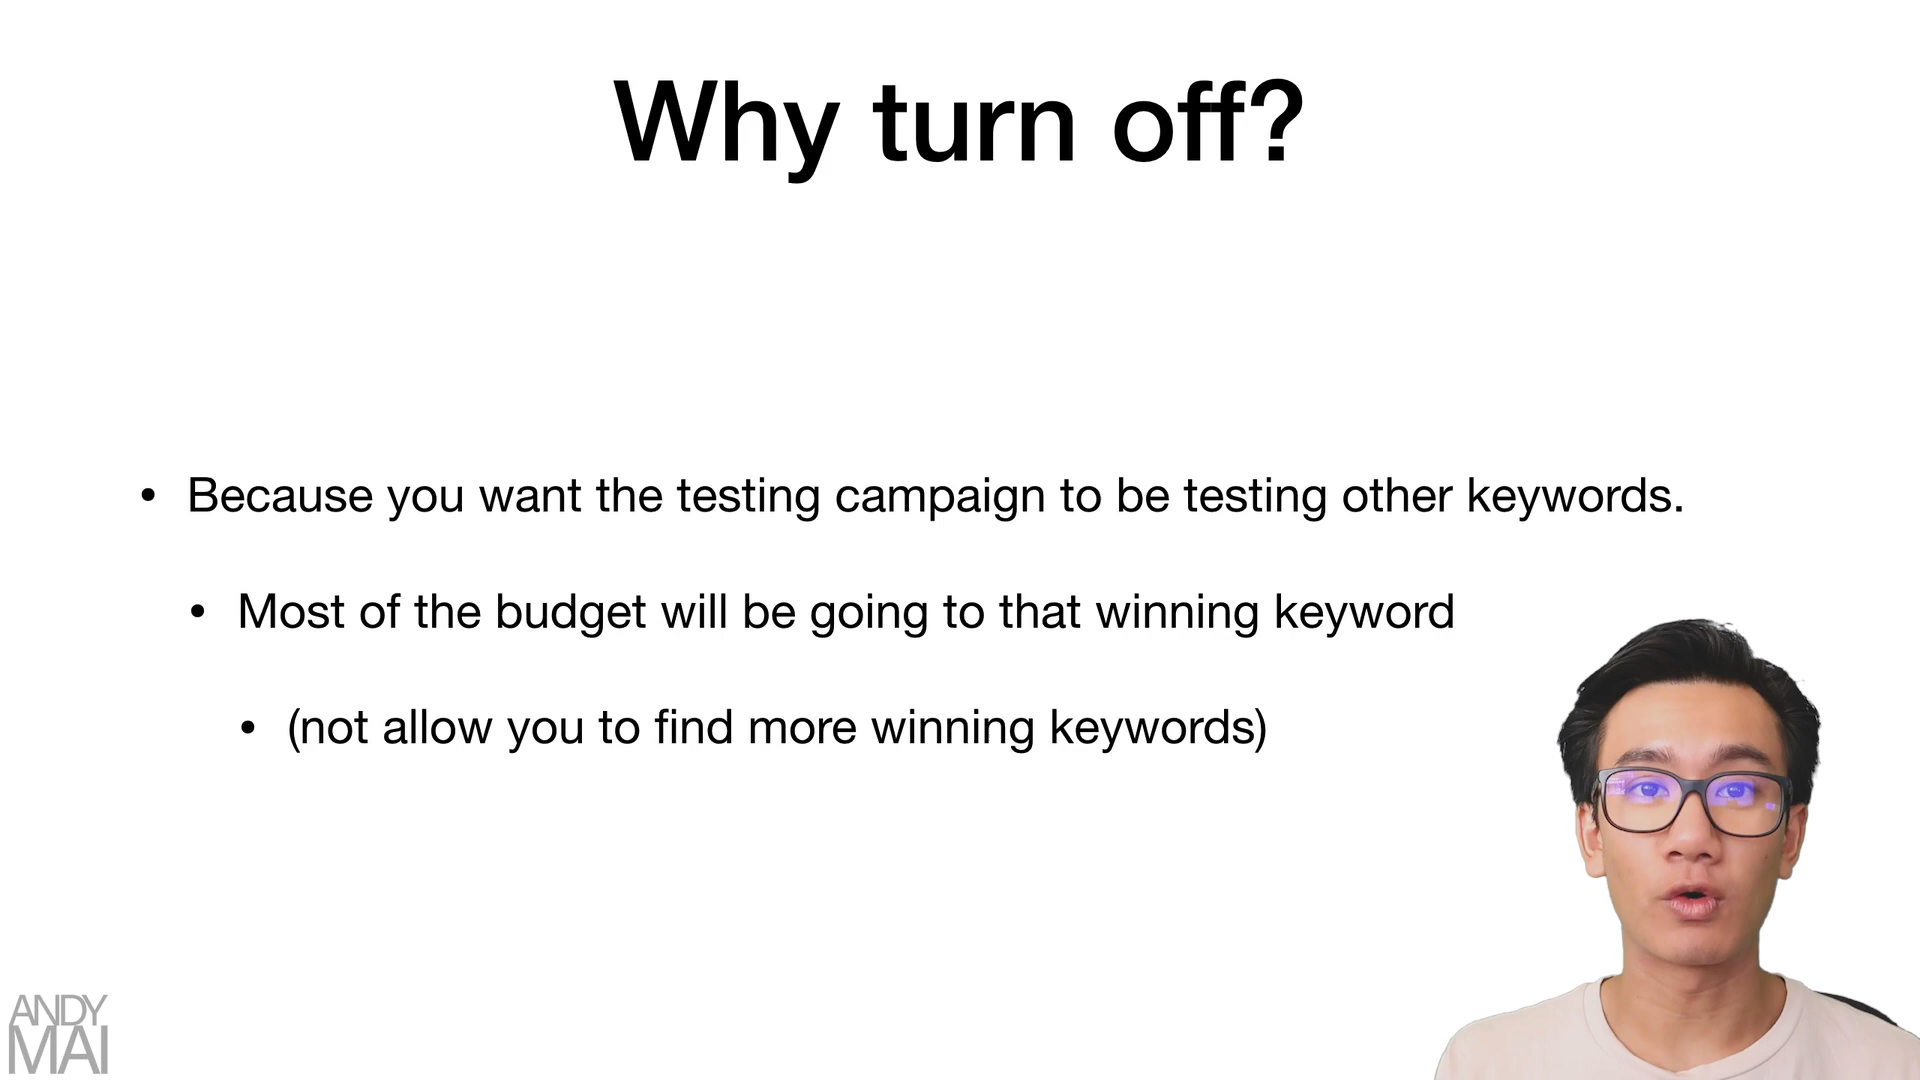 Why turn off?
• Because you want the testing campaign to be testing other keywords.
• Most of the budget will be going to that winning keyword
• (not allow you to find more winning keywords)
ANDY
MAI